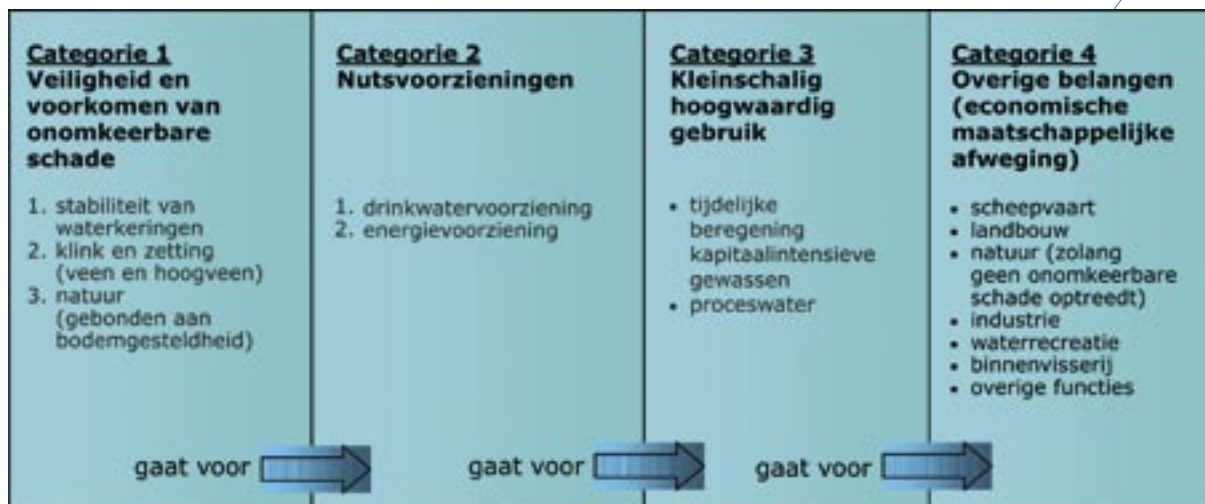 Categorie 1
Veiligheid en
voorkomen van
onomkeerbare
schade
1. stabiliteit van
waterkeringen
2. klink en zetting
(veen en hoogveen)
3. natuur
(gebonden aan
bodemgesteldheid)
gaat voor
Categorie 2
Nutsvoorzieningen
1. drinkwatervoorziening
2. energievoorziening
gaat voor
Categorie 3
Kleinschalig
hoogwaardig
gebruik
• tijdelijke
beregening
kapitaalintensieve
gewassen
• proceswater
gaat voor
Categorie 4
Overige belangen
(economische
maatschappelijke
afweging)
• scheepvaart
• landbouw
• natuur (zolang
geen onomkeerbare
schade optreedt)
• industrie
• waterrecreatie
• binnenvisserij
• overige functies